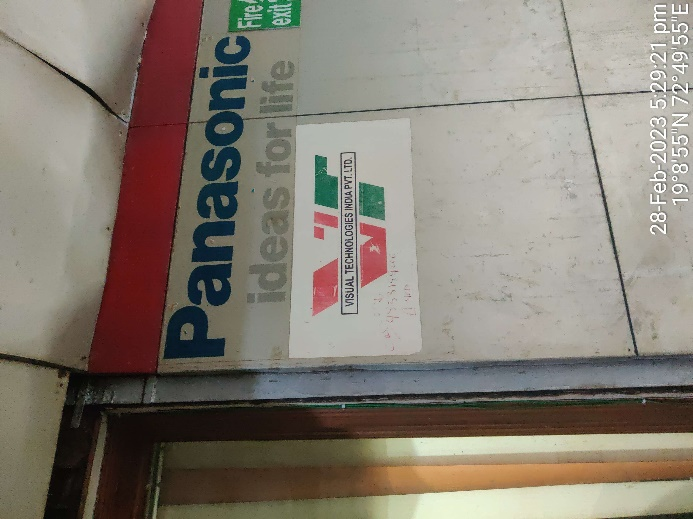 Fire
exit
Panasonic
ideas for life
VISUAL TECHNOLOGIES INDIA PVT. LTD.
28-Feb-2023 5:29:21 pm
19°8'55"N 72°49'55"E